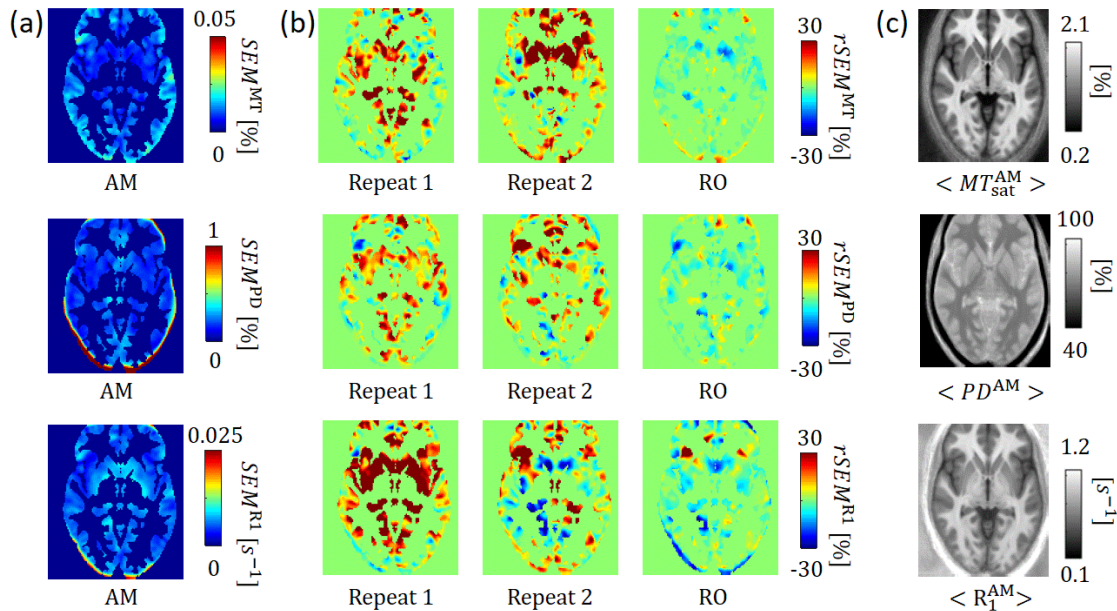 (a) (b) (c)
0.05
SEM^MT [%]
0
AM
Repeat 1 Repeat 2 RO
30
rSEM^MT [%]
-30
2.1
[%]
0.2
< MT_sat^AM >
1
SEM^PD [%]
0
AM
Repeat 1 Repeat 2 RO
30
rSEM^PD [%]
-30
100
[%]
40
< PD^AM >
0.025
SEM^R1 [s⁻¹]
0
AM
Repeat 1 Repeat 2 RO
30
rSEM^R1 [%]
-30
1.2
[s⁻¹]
0.1
< R_1^AM >